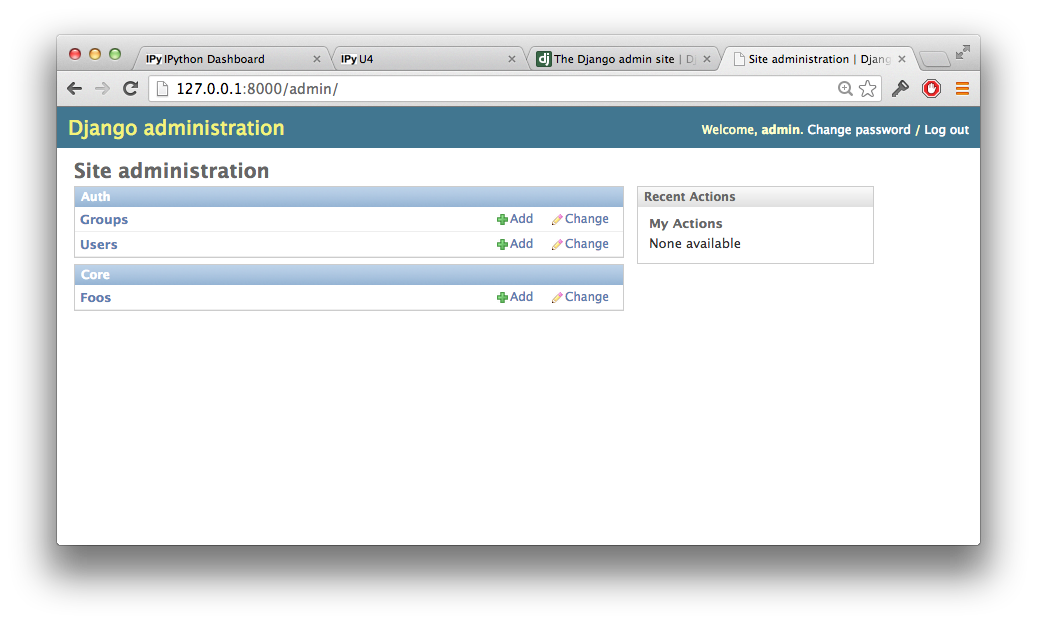 IPy IPython Dashboard
IPy U4
dj The Django admin site | D
Site administration | Djang
127.0.0.1:8000/admin/
Django administration
Welcome, admin. Change password / Log out
Site administration
Auth
Groups Add Change
Users Add Change
Core
Foos Add Change
Recent Actions
My Actions
None available